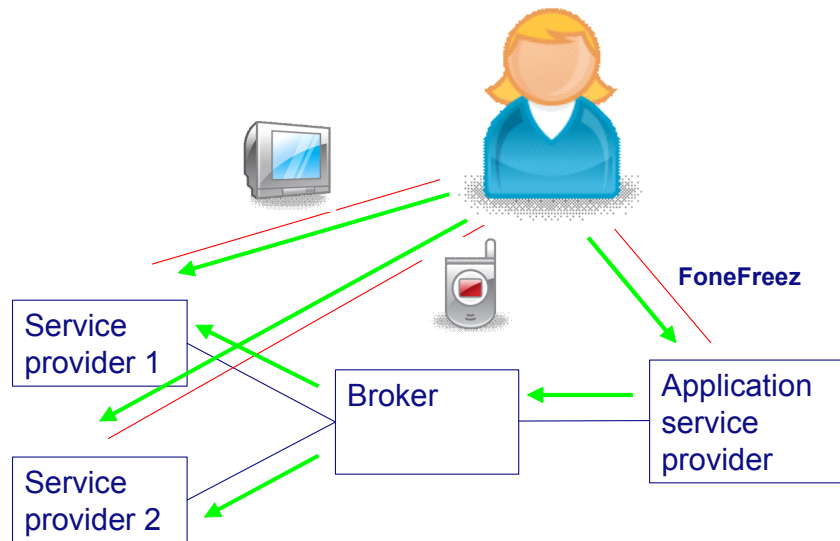 FoneFreez
Service
provider 1
Broker
Application
service
provider
Service
provider 2